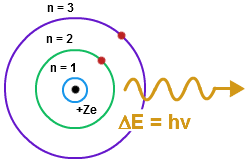 n = 3
n = 2
n = 1
+Ze
ΔE = hν